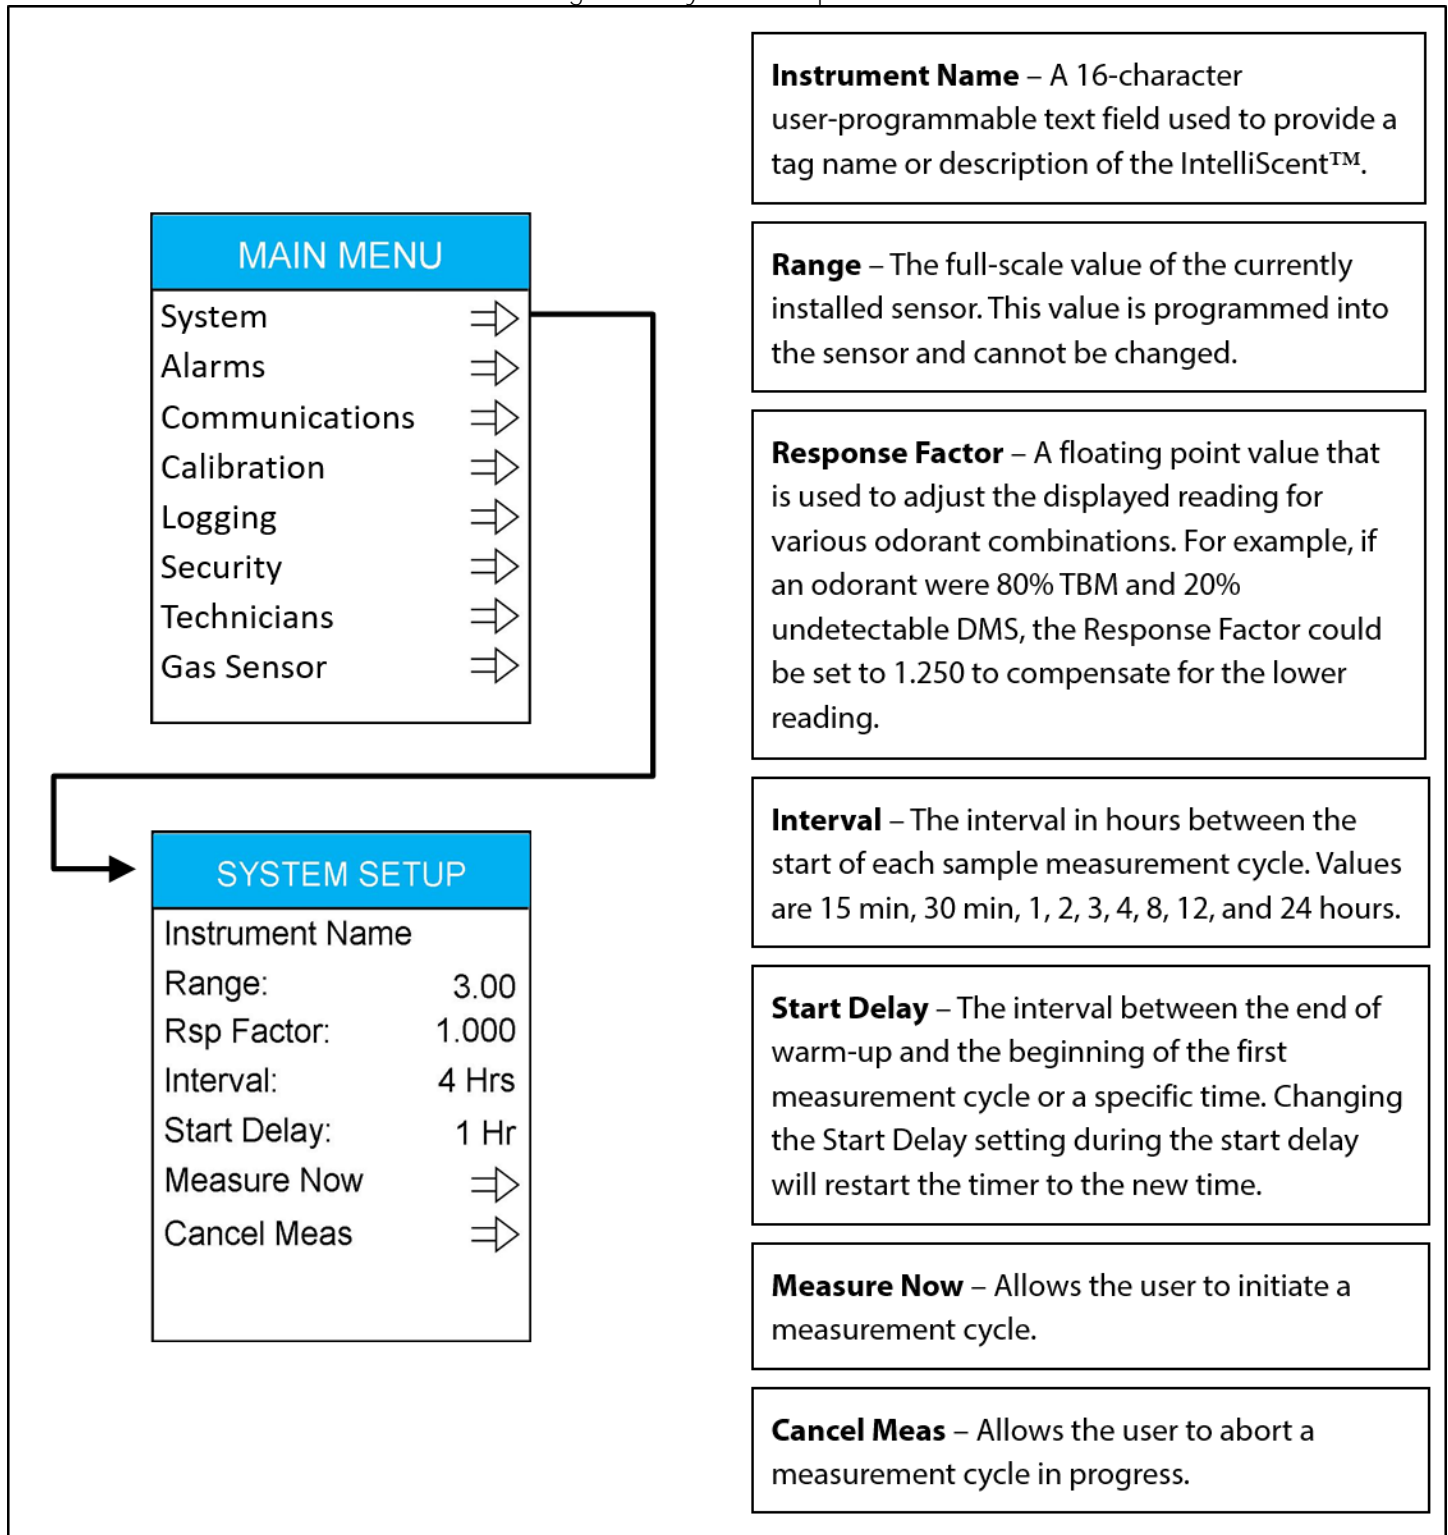 MAIN MENU
System
Alarms
Communications
Calibration
Logging
Security
Technicians
Gas Sensor
SYSTEM SETUP
Instrument Name
Range: 3.00
Rsp Factor: 1.000
Interval: 4 Hrs
Start Delay: 1 Hr
Measure Now
Cancel Meas
Instrument Name – A 16-character
user-programmable text field used to provide a
tag name or description of the IntelliScent™.
Range – The full-scale value of the currently
installed sensor. This value is programmed into
the sensor and cannot be changed.
Response Factor – A floating point value that
is used to adjust the displayed reading for
various odorant combinations. For example, if
an odorant were 80% TBM and 20%
undetectable DMS, the Response Factor could
be set to 1.250 to compensate for the lower
reading.
Interval – The interval in hours between the
start of each sample measurement cycle. Values
are 15 min, 30 min, 1, 2, 3, 4, 8, 12, and 24 hours.
Start Delay – The interval between the end of
warm-up and the beginning of the first
measurement cycle or a specific time. Changing
the Start Delay setting during the start delay
will restart the timer to the new time.
Measure Now – Allows the user to initiate a
measurement cycle.
Cancel Meas – Allows the user to abort a
measurement cycle in progress.